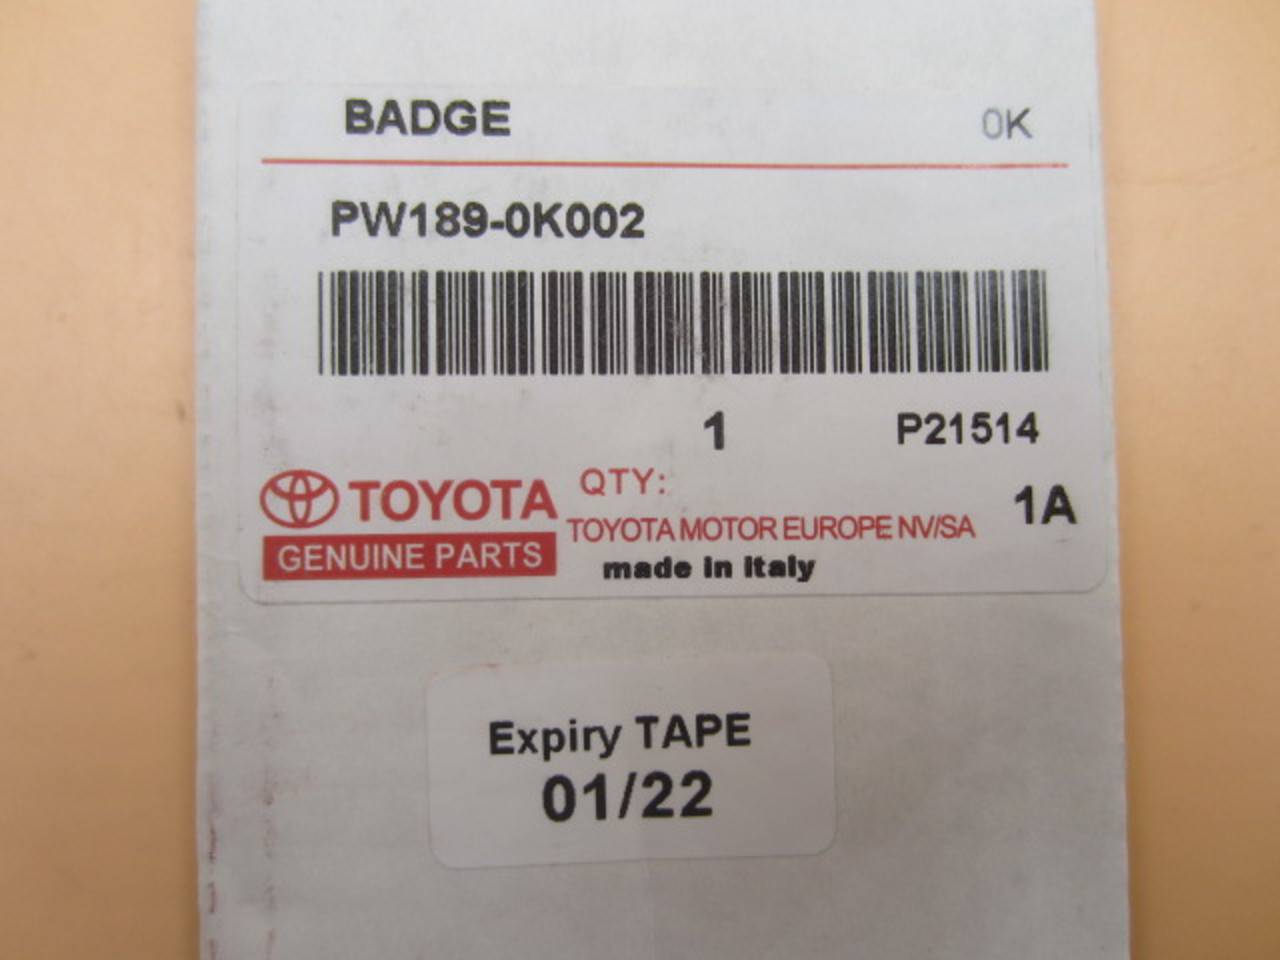 BADGE 0K
PW189-0K002
1 P21514
TOYOTA QTY: 1A
GENUINE PARTS TOYOTA MOTOR EUROPE NV/SA
made in Italy
Expiry TAPE
01/22